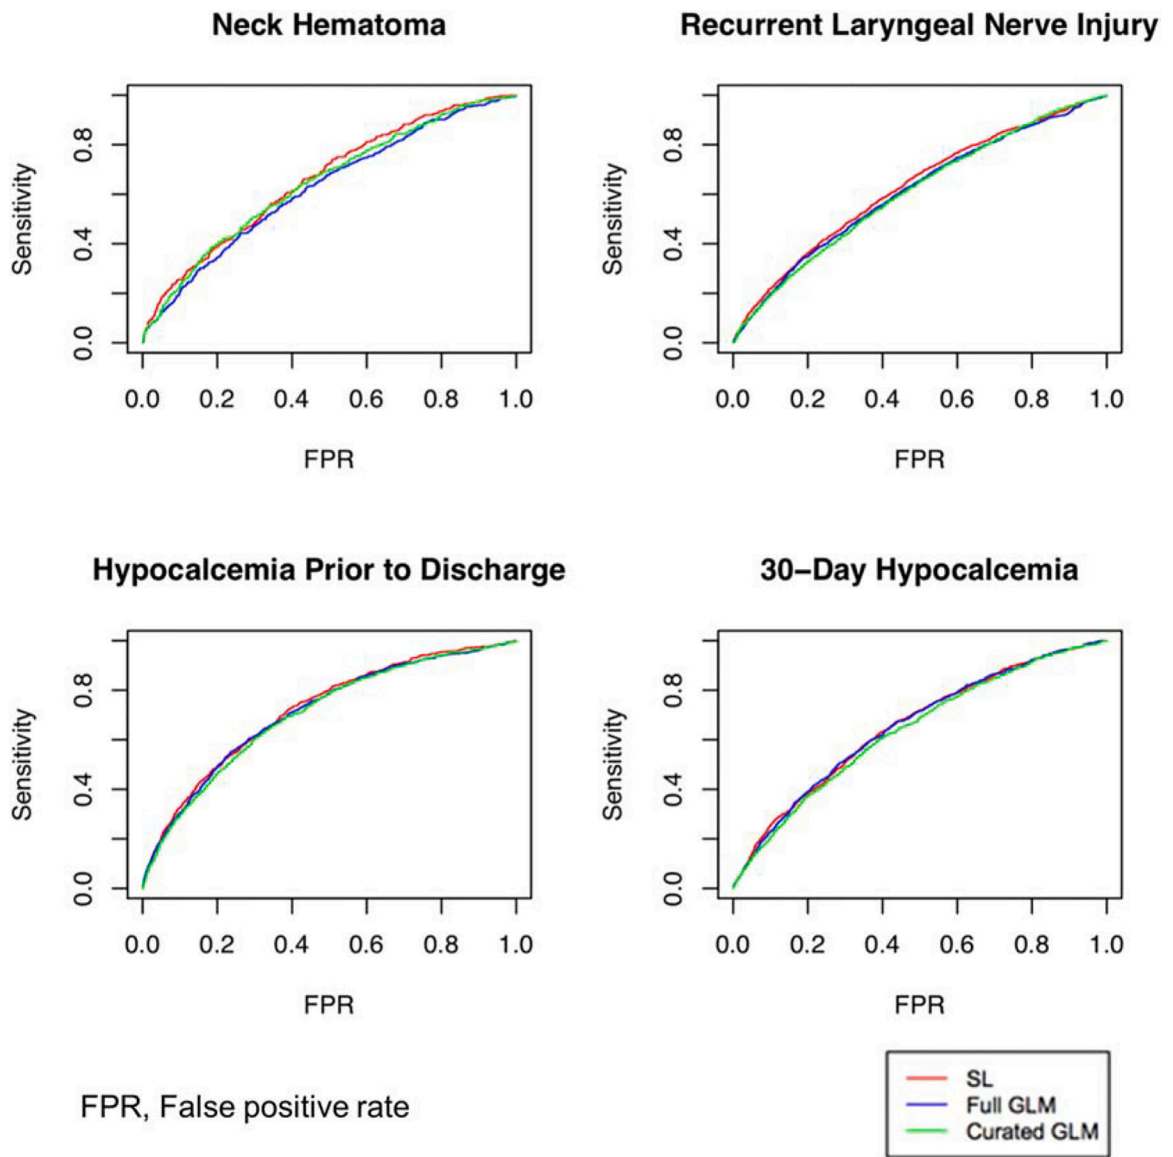 Neck Hematoma
Sensitivity
0.0 0.4 0.8
0.0 0.2 0.4 0.6 0.8 1.0
FPR
Recurrent Laryngeal Nerve Injury
Sensitivity
0.0 0.4 0.8
0.0 0.2 0.4 0.6 0.8 1.0
FPR
Hypocalcemia Prior to Discharge
Sensitivity
0.0 0.4 0.8
0.0 0.2 0.4 0.6 0.8 1.0
FPR
30–Day Hypocalcemia
Sensitivity
0.0 0.4 0.8
0.0 0.2 0.4 0.6 0.8 1.0
FPR
FPR, False positive rate
SL
Full GLM
Curated GLM